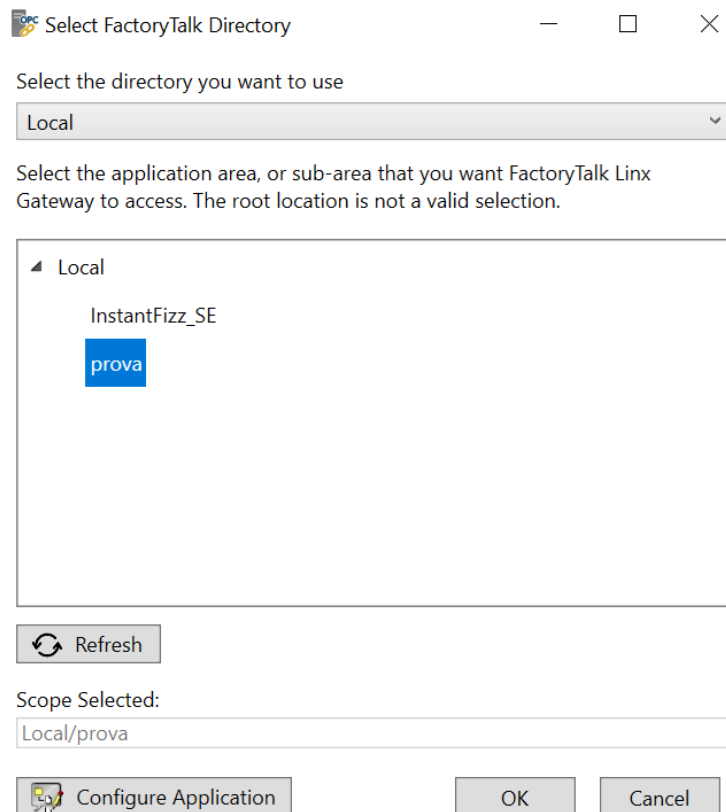 OPC Select FactoryTalk Directory
Select the directory you want to use
Local
Select the application area, or sub-area that you want FactoryTalk Linx
Gateway to access. The root location is not a valid selection.
Local
InstantFizz_SE
prova
Refresh
Scope Selected:
Local/prova
Configure Application OK Cancel